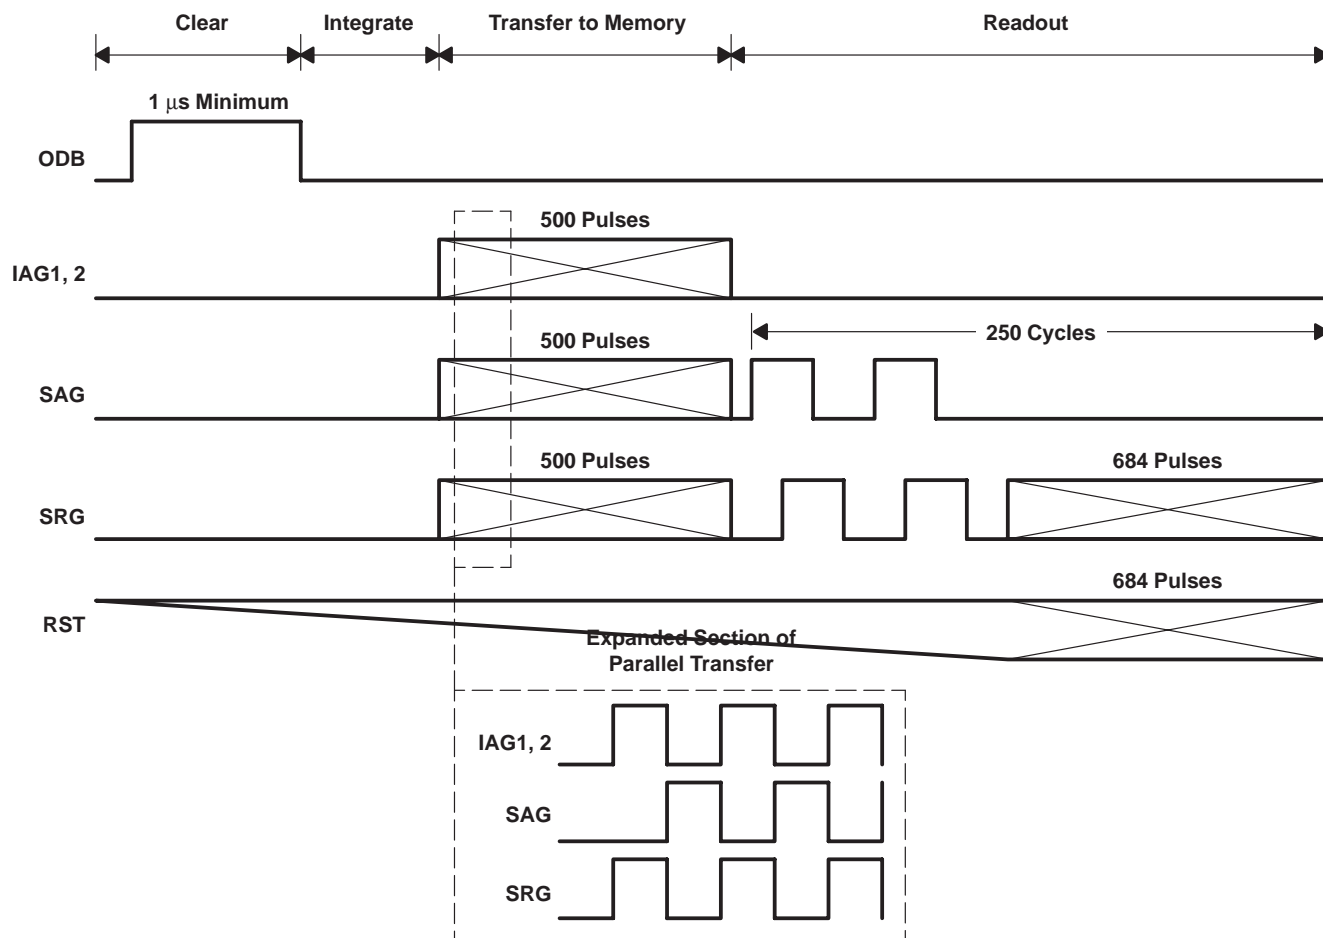 Clear
Integrate
Transfer to Memory
Readout
1 μs Minimum
ODB
500 Pulses
IAG1, 2
250 Cycles
500 Pulses
SAG
500 Pulses
684 Pulses
SRG
684 Pulses
RST
Expanded Section of
Parallel Transfer
IAG1, 2
SAG
SRG